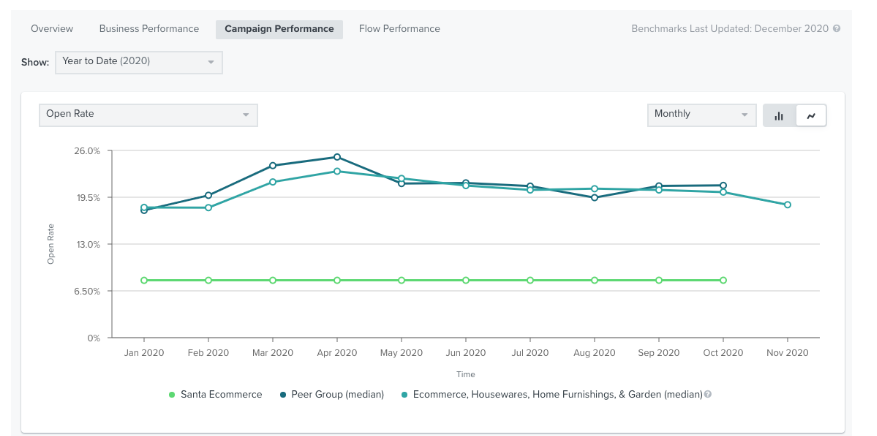 Overview Business Performance Campaign Performance Flow Performance Benchmarks Last Updated: December 2020
Show: Year to Date (2020)
Open Rate Monthly
26.0%
19.5%
13.0%
6.50%
0%
Open Rate
Jan 2020 Feb 2020 Mar 2020 Apr 2020 May 2020 Jun 2020 Jul 2020 Aug 2020 Sep 2020 Oct 2020 Nov 2020
Time
Santa Ecommerce Peer Group (median) Ecommerce, Housewares, Home Furnishings, & Garden (median)